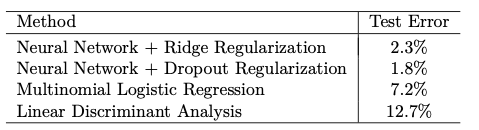 Method Test Error
Neural Network + Ridge Regularization 2.3%
Neural Network + Dropout Regularization 1.8%
Multinomial Logistic Regression 7.2%
Linear Discriminant Analysis 12.7%